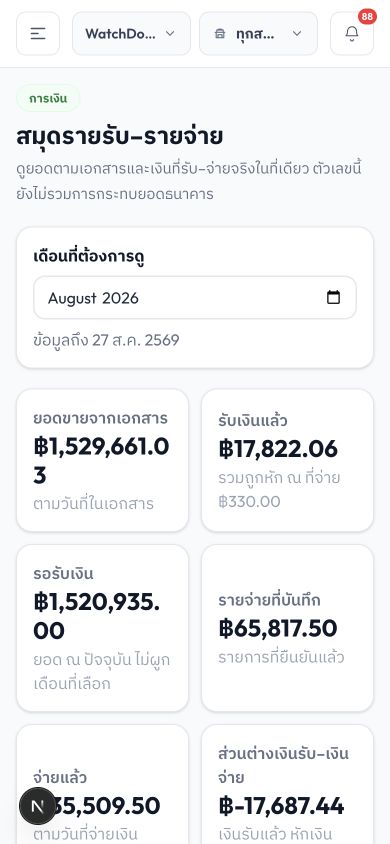 WatchDo...
ทุกส...
88
การเงิน
สมุดรายรับ–รายจ่าย
ดูยอดตามเอกสารและเงินที่รับ–จ่ายจริงในที่เดียว ตัวเลขนี้
ยังไม่รวมการกระทบยอดธนาคาร
เดือนที่ต้องการดู
August 2026
ข้อมูลถึง 27 ส.ค. 2569
ยอดขายจากเอกสาร
฿1,529,661.0
3
ตามวันที่ในเอกสาร
รับเงินแล้ว
฿17,822.06
รวมถูกหัก ณ ที่จ่าย
฿330.00
รอรับเงิน
฿1,520,935.
00
ยอด ณ ปัจจุบัน ไม่ผูก
เดือนที่เลือก
รายจ่ายที่บันทึก
฿65,817.50
รายการที่ยืนยันแล้ว
จ่ายแล้ว
N
35,509.50
ตามวันที่จ่ายเงิน
ส่วนต่างเงินรับ–เงิน
จ่าย
฿-17,687.44
เงินรับแล้ว หักเงิน